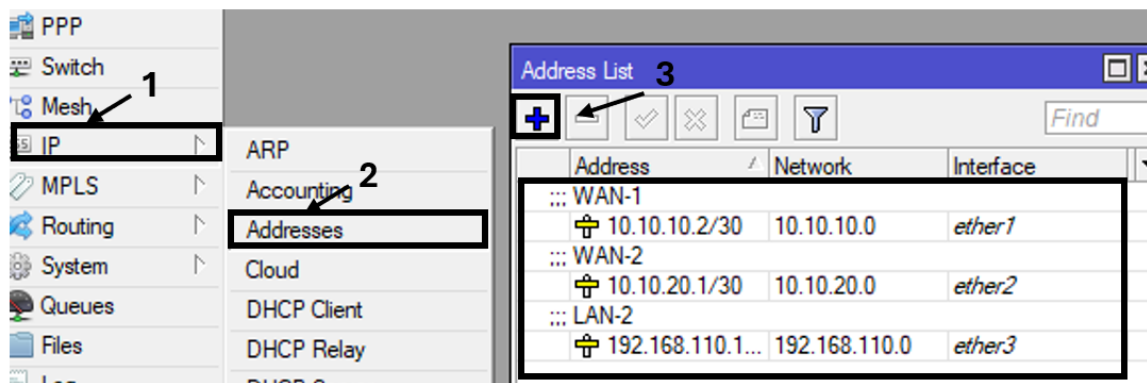 PPP
Switch
1
Mesh
IP
MPLS
Routing
System
Queues
Files
Log
ARP
Accounting
2
Addresses
Cloud
DHCP Client
DHCP Relay
Address List
3
Find
Address Network Interface
;;; WAN-1
10.10.10.2/30 10.10.10.0 ether1
;;; WAN-2
10.10.20.1/30 10.10.20.0 ether2
;;; LAN-2
192.168.110.1... 192.168.110.0 ether3